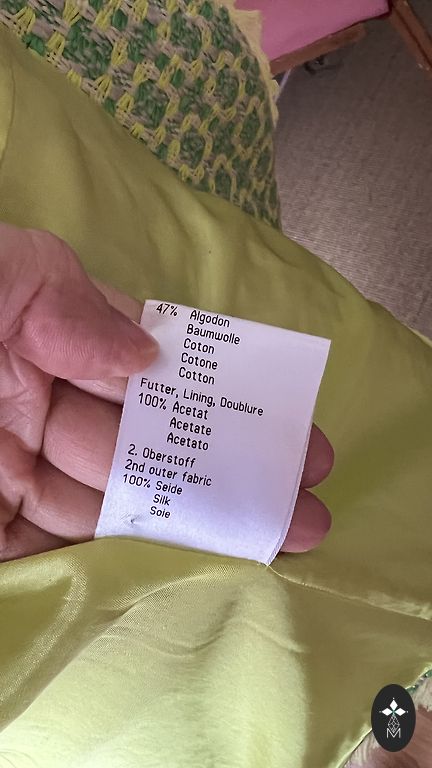 47% Algodon
Baumwolle
Coton
Cotone
Cotton
Futter, Lining, Doublure
100% Acetat
Acetate
Acetato
2. Oberstoff
2nd outer fabric
100% Seide
Silk
Soie
M